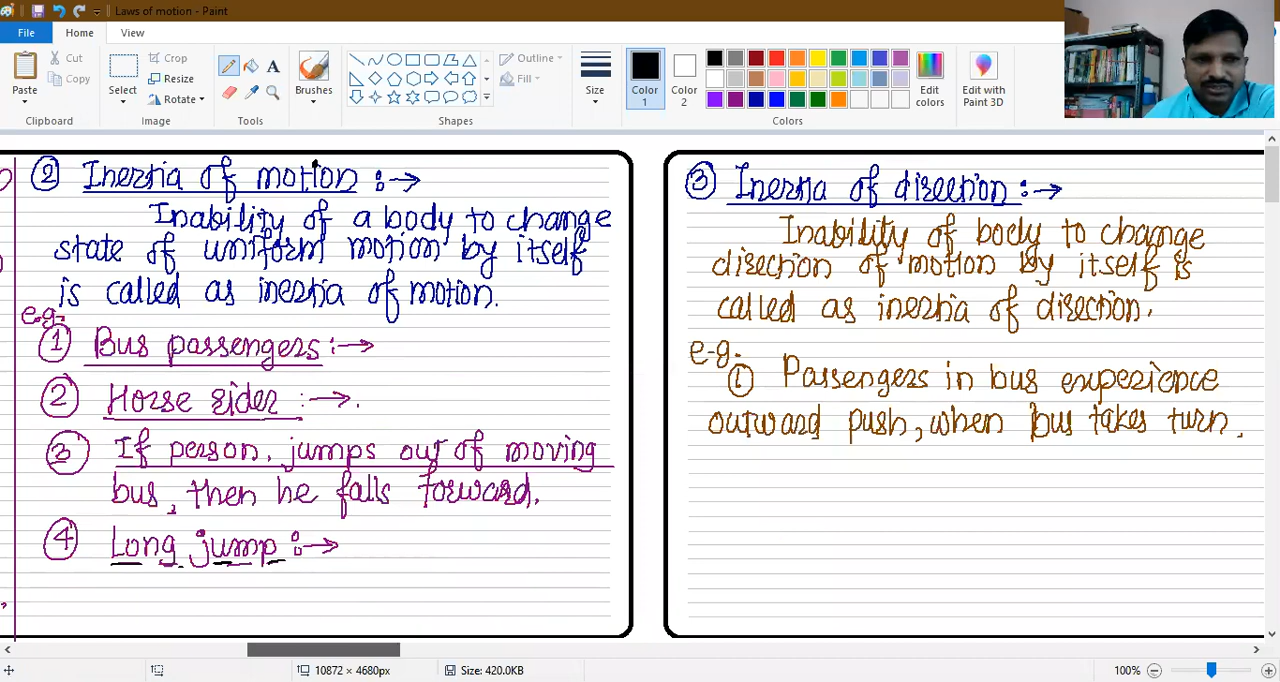 Laws of motion - Paint
File
Home
View
Paste
Cut
Copy
Clipboard
Select
Crop
Resize
Rotate
Image
Tools
Brushes
Shapes
Outline
Fill
Size
Color 1
Color 2
Edit colors
Edit with Paint 3D
Colors
② Inertia of motion :→
Inability of a body to change
state of uniform motion by itself
is called as inertia of motion.
e.g.
① Bus passengers :→
② Horse rider :→.
③ If person, jumps out of moving
bus, then he falls forward.
④ Long jump :→
③ Inertia of direction :→
Inability of body to change
direction of motion by itself is
called as inertia of direction.
e-g.
① Passengers in bus experience
outward push, when bus takes turn.
10872 × 4680px
Size: 420.0KB
100%